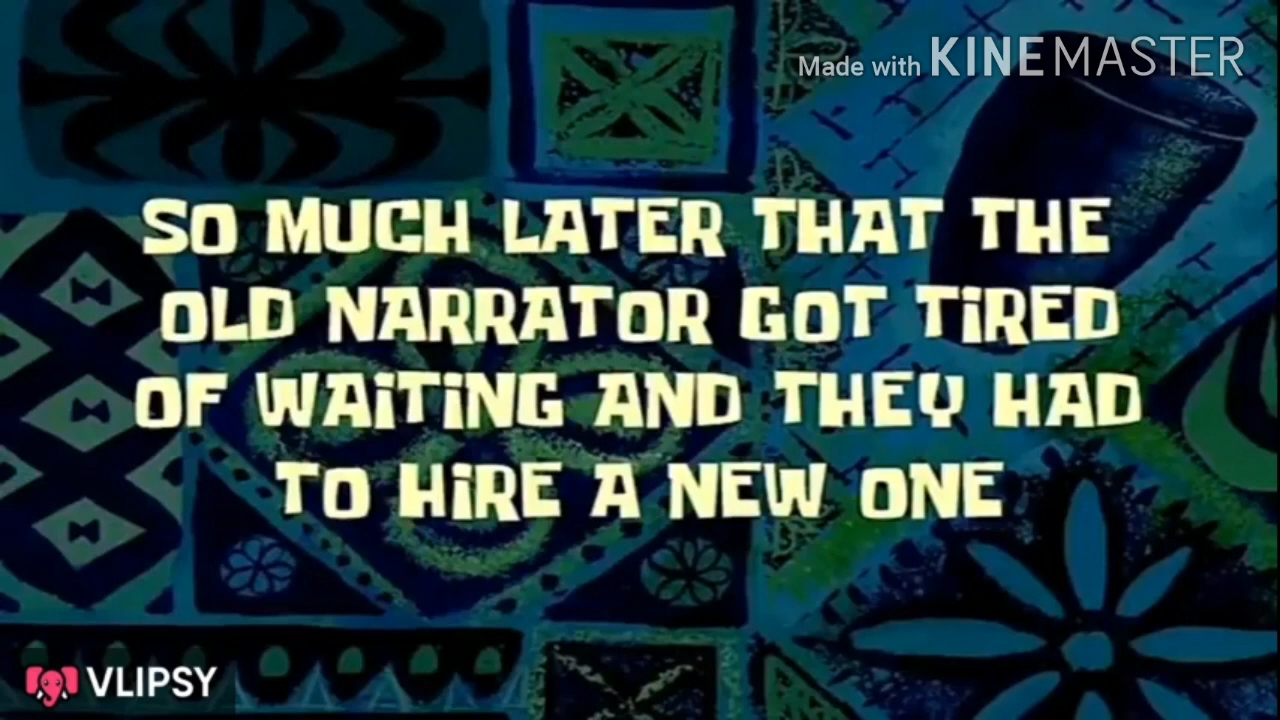 Made with KINEMASTER
SO MUCH LATER THAT THE
OLD NARRATOR GOT TiRED
OF WAiTiNG AND THEY HAD
TO HiRE A NEW ONE
VLIPSY